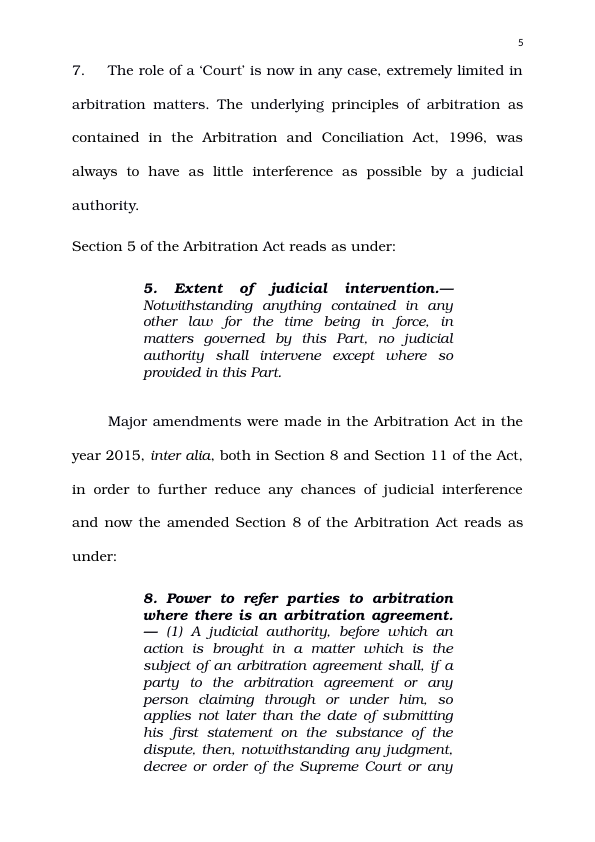 5
7. The role of a ‘Court’ is now in any case, extremely limited in
arbitration matters. The underlying principles of arbitration as
contained in the Arbitration and Conciliation Act, 1996, was
always to have as little interference as possible by a judicial
authority.
Section 5 of the Arbitration Act reads as under:
5. Extent of judicial intervention.—
Notwithstanding anything contained in any
other law for the time being in force, in
matters governed by this Part, no judicial
authority shall intervene except where so
provided in this Part.
Major amendments were made in the Arbitration Act in the
year 2015, inter alia, both in Section 8 and Section 11 of the Act,
in order to further reduce any chances of judicial interference
and now the amended Section 8 of the Arbitration Act reads as
under:
8. Power to refer parties to arbitration
where there is an arbitration agreement.
— (1) A judicial authority, before which an
action is brought in a matter which is the
subject of an arbitration agreement shall, if a
party to the arbitration agreement or any
person claiming through or under him, so
applies not later than the date of submitting
his first statement on the substance of the
dispute, then, notwithstanding any judgment,
decree or order of the Supreme Court or any